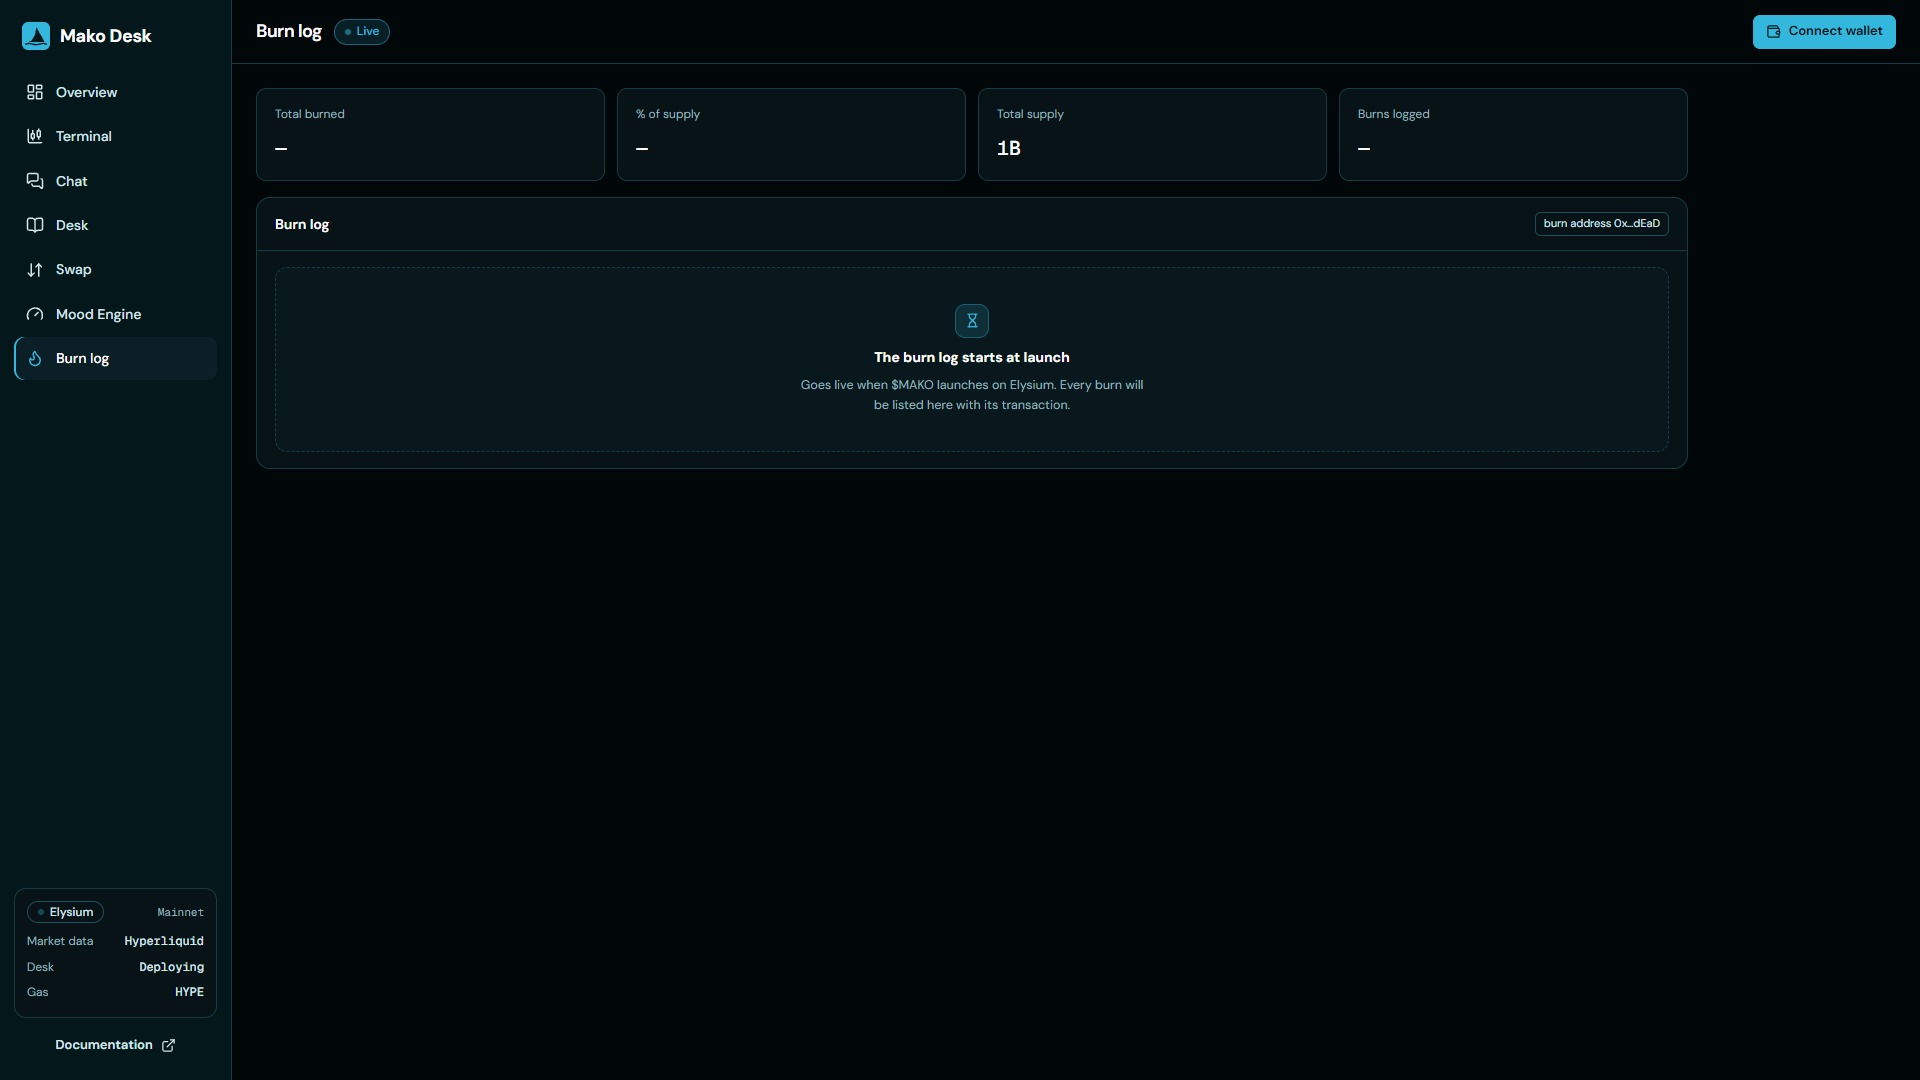 Mako Desk
Overview
Terminal
Chat
Desk
Swap
Mood Engine
Burn log
Elysium Mainnet
Market data Hyperliquid
Desk Deploying
Gas HYPE
Documentation
Burn log Live
Connect wallet
Total burned
—
% of supply
—
Total supply
1B
Burns logged
—
Burn log
burn address 0x…dEaD
The burn log starts at launch
Goes live when $MAKO launches on Elysium. Every burn will
be listed here with its transaction.